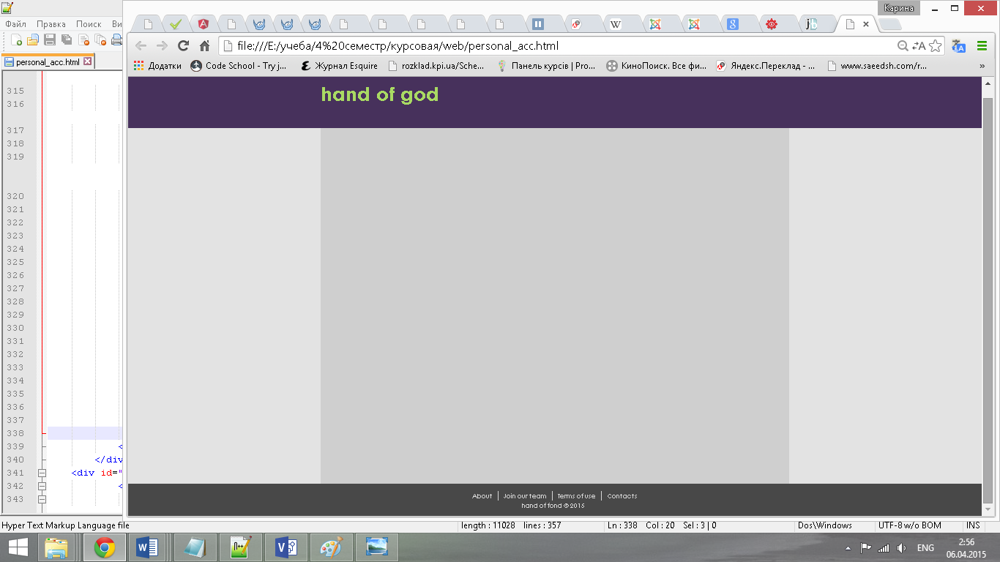 Карина
Файл Правка Поиск Ви
file:///E:/учеба/4%20семестр/курсовая/web/personal_acc.html
personal_acc.html
Додатки Code School - Try j... Журнал Esquire rozklad.kpi.ua/Sche... Панель курсів | Pro... КиноПоиск. Все фи... Яндекс.Перекл­ад - ... www.saeedsh.com/r... »
hand of god
315
316
317
318
319
320
321
322
323
324
325
326
327
328
329
330
331
332
333
334
335
336
337
338
339 <
340 </div
341 <div id="
342 <
343
About Join our team Terms of use Contacts
hand of fond © 2015
Hyper Text Markup Language file length : 11028 lines : 357 Ln : 338 Col : 20 Sel : 3 | 0 Dos\Windows UTF-8 w/o BOM INS
ENG
2:56
06.04.2015